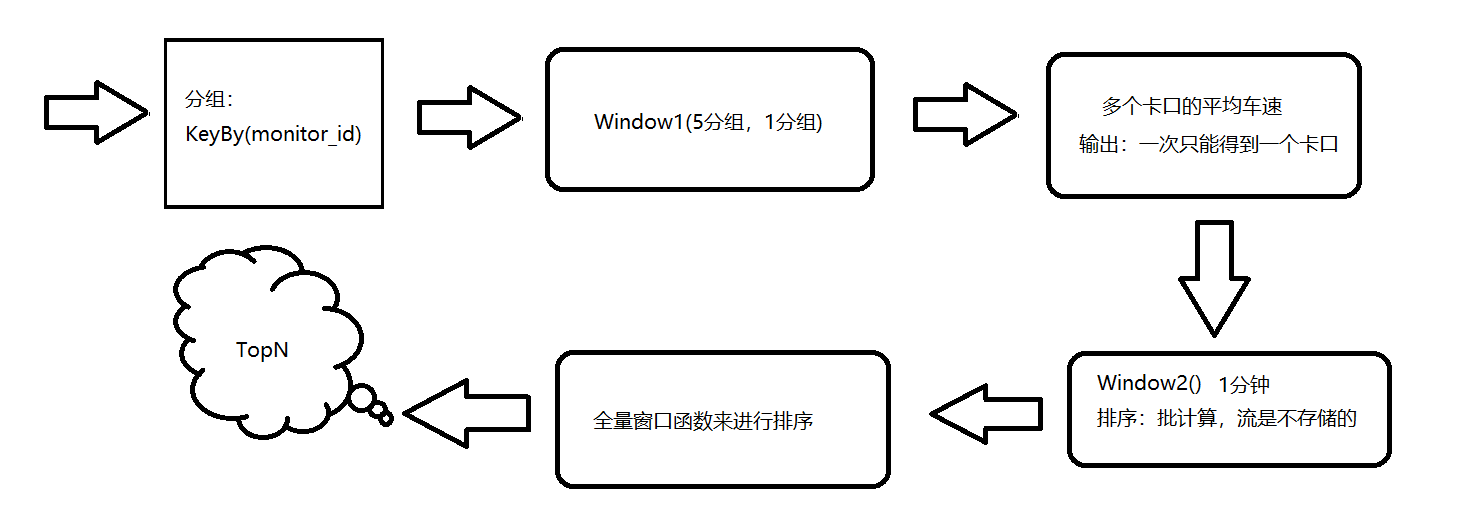 分组：
KeyBy(monitor_id)
Window1(5分组，1分组)
多个卡口的平均车速
输出：一次只能得到一个卡口
Window2() 1分钟
排序：批计算，流是不存储的
全量窗口函数来进行排序
TopN